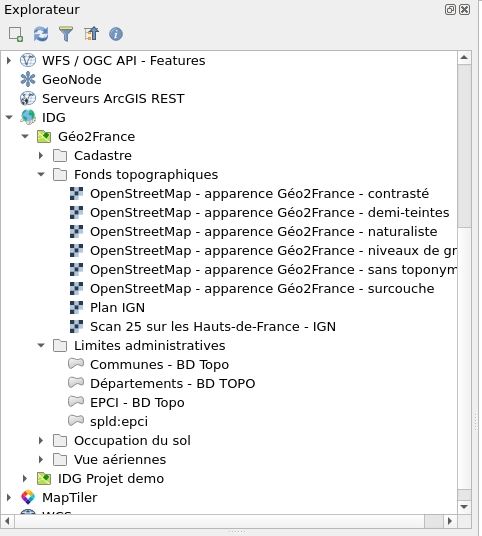 Explorateur
WFS / OGC API - Features
GeoNode
Serveurs ArcGIS REST
IDG
Géo2France
Cadastre
Fonds topographiques
OpenStreetMap - apparence Géo2France - contrasté
OpenStreetMap - apparence Géo2France - demi-teintes
OpenStreetMap - apparence Géo2France - naturaliste
OpenStreetMap - apparence Géo2France - niveaux de gr
OpenStreetMap - apparence Géo2France - sans toponym
OpenStreetMap - apparence Géo2France - surcouche
Plan IGN
Scan 25 sur les Hauts-de-France - IGN
Limites administratives
Communes - BD Topo
Départements - BD TOPO
EPCI - BD Topo
spld:epci
Occupation du sol
Vue aériennes
IDG Projet demo
MapTiler